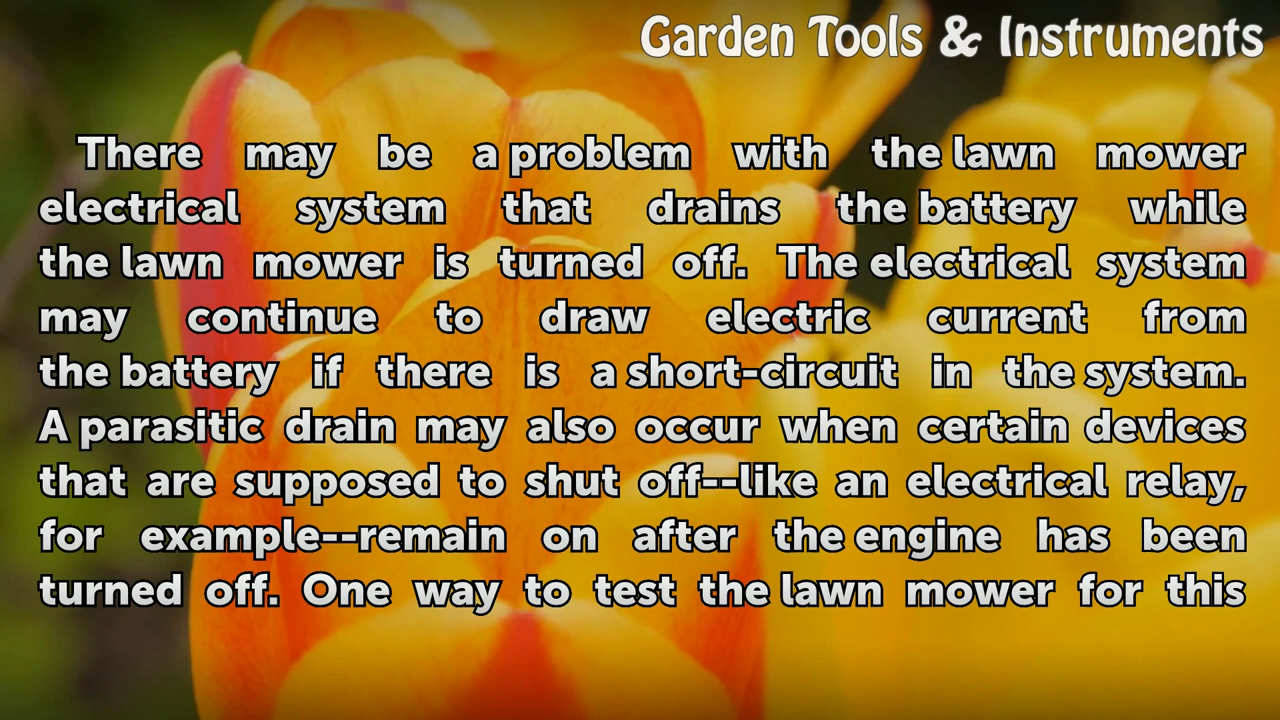 Garden Tools & Instruments
There may be a problem with the lawn mower
electrical system that drains the battery while
the lawn mower is turned off. The electrical system
may continue to draw electric current from
the battery if there is a short-circuit in the system.
A parasitic drain may also occur when certain devices
that are supposed to shut off--like an electrical relay,
for example--remain on after the engine has been
turned off. One way to test the lawn mower for this